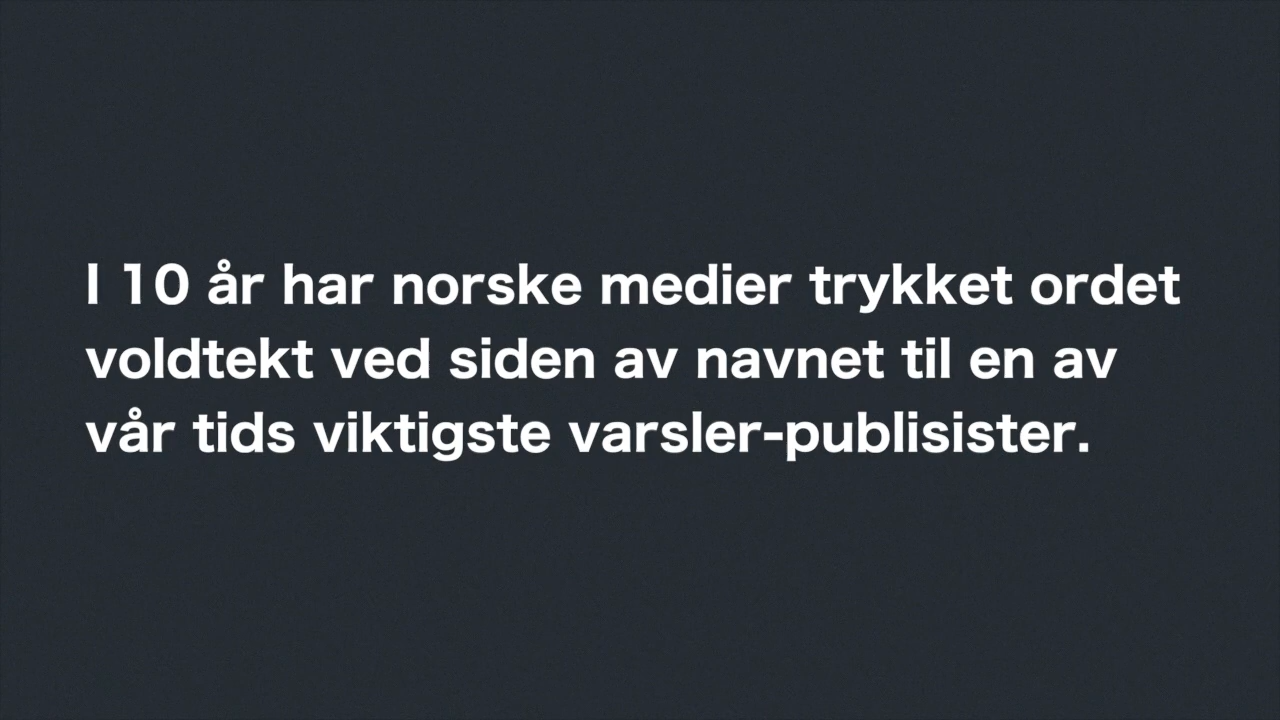 I 10 år har norske medier trykket ordet
voldtekt ved siden av navnet til en av
vår tids viktigste varsler-publisister.